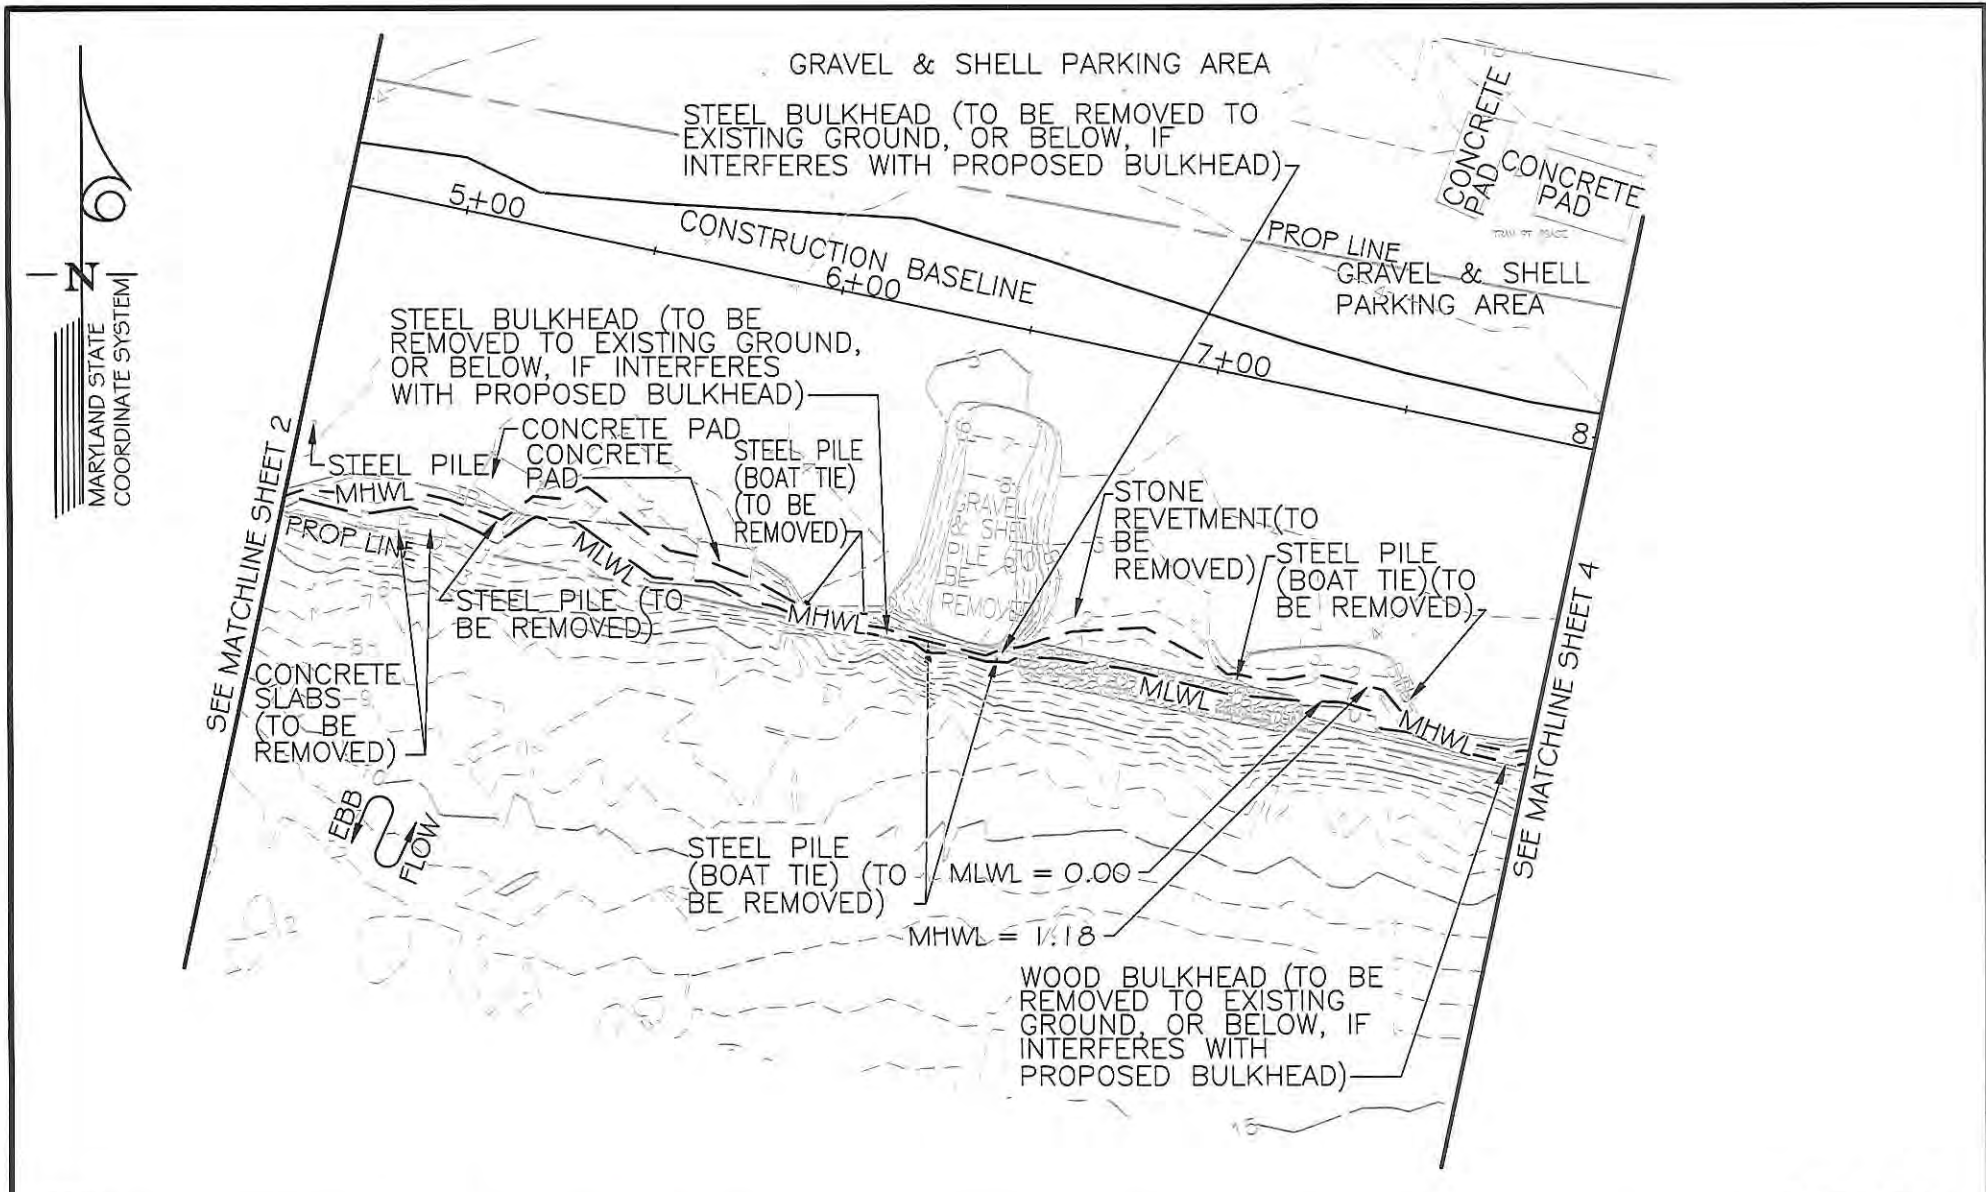 GRAVEL & SHELL PARKING AREA
STEEL BULKHEAD (TO BE REMOVED TO
EXISTING GROUND, OR BELOW, IF
INTERFERES WITH PROPOSED BULKHEAD)
CONCRETE
PAD
CONCRETE
PAD
5+00
CONSTRUCTION BASELINE
6+00
PROP LINE
GRAVEL & SHELL
PARKING AREA
7+00
8
N
MARYLAND STATE
COORDINATE SYSTEM
STEEL BULKHEAD (TO BE
REMOVED TO EXISTING GROUND,
OR BELOW, IF INTERFERES
WITH PROPOSED BULKHEAD)
SEE MATCHLINE SHEET 2
STEEL PILE
CONCRETE PAD
CONCRETE
PAD
STEEL PILE
(BOAT TIE)
(TO BE
REMOVED)
MHWL
PROP LINE
MLWL
STEEL PILE (TO
BE REMOVED)
MHWL
GRAVEL
& SHELL
PILE TO
BE
REMOVED
STONE
REVETMENT(TO
BE
REMOVED)
STEEL PILE
(BOAT TIE)(TO
BE REMOVED)
MLWL
MHWL
SEE MATCHLINE SHEET 4
CONCRETE
SLABS
(TO BE
REMOVED)
EBB
FLOW
STEEL PILE
(BOAT TIE) (TO
BE REMOVED)
MLWL = 0.00
MHWL = 1.18
WOOD BULKHEAD (TO BE
REMOVED TO EXISTING
GROUND, OR BELOW, IF
INTERFERES WITH
PROPOSED BULKHEAD)
15